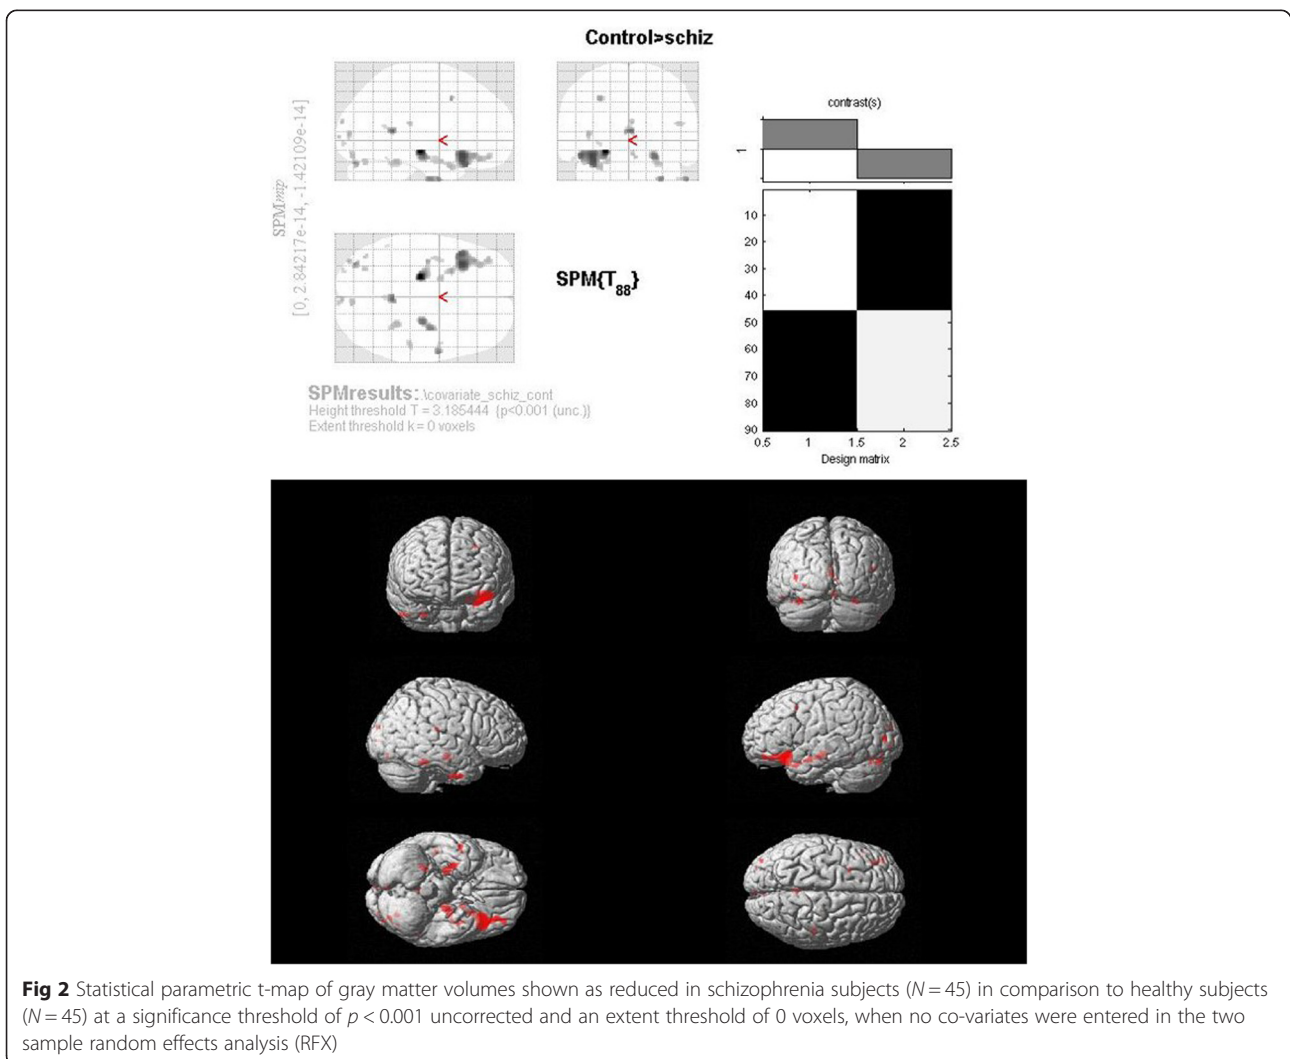 Control>schiz
SPMmip
[0, 2.84217e-14, -1.42109e-14]
<
<
<
SPM{T88}
SPMresults: .\covariate_schiz_cont
Height threshold T = 3.185444 {p<0.001 (unc.)}
Extent threshold k = 0 voxels
contrast(s)
1
10
20
30
40
50
60
70
80
90
0.5 1 1.5 2 2.5
Design matrix
Fig 2 Statistical parametric t-map of gray matter volumes shown as reduced in schizophrenia subjects (N = 45) in comparison to healthy subjects
(N = 45) at a significance threshold of p < 0.001 uncorrected and an extent threshold of 0 voxels, when no co-variates were entered in the two
sample random effects analysis (RFX)